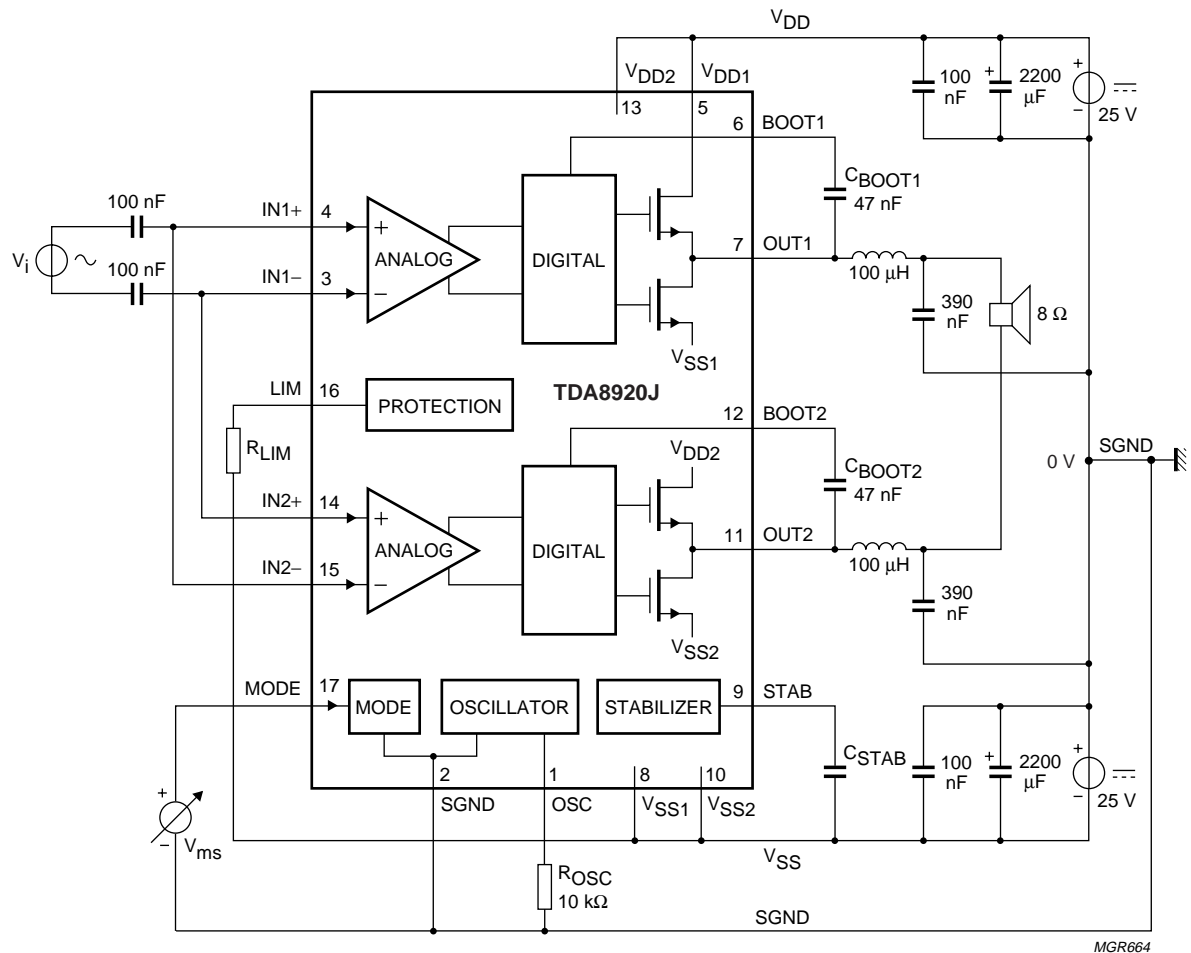 VDD
VDD2
VDD1
13
5
100
nF
+
2200
μF
+
−
25 V
6
BOOT1
CBOOT1
47 nF
100 nF
IN1+
4
+
ANALOG
DIGITAL
7
OUT1
100 μH
Vi
100 nF
IN1−
3
−
390
nF
8 Ω
VSS1
TDA8920J
LIM
16
PROTECTION
12
BOOT2
RLIM
VDD2
CBOOT2
47 nF
0 V
SGND
IN2+
14
+
ANALOG
DIGITAL
11
OUT2
100 μH
IN2−
15
−
390
nF
VSS2
MODE
17
MODE
OSCILLATOR
STABILIZER
9
STAB
CSTAB
100
nF
+
2200
μF
+
−
25 V
2
1
8
10
SGND
OSC
VSS1
VSS2
+
−
Vms
VSS
ROSC
10 kΩ
SGND
MGR664